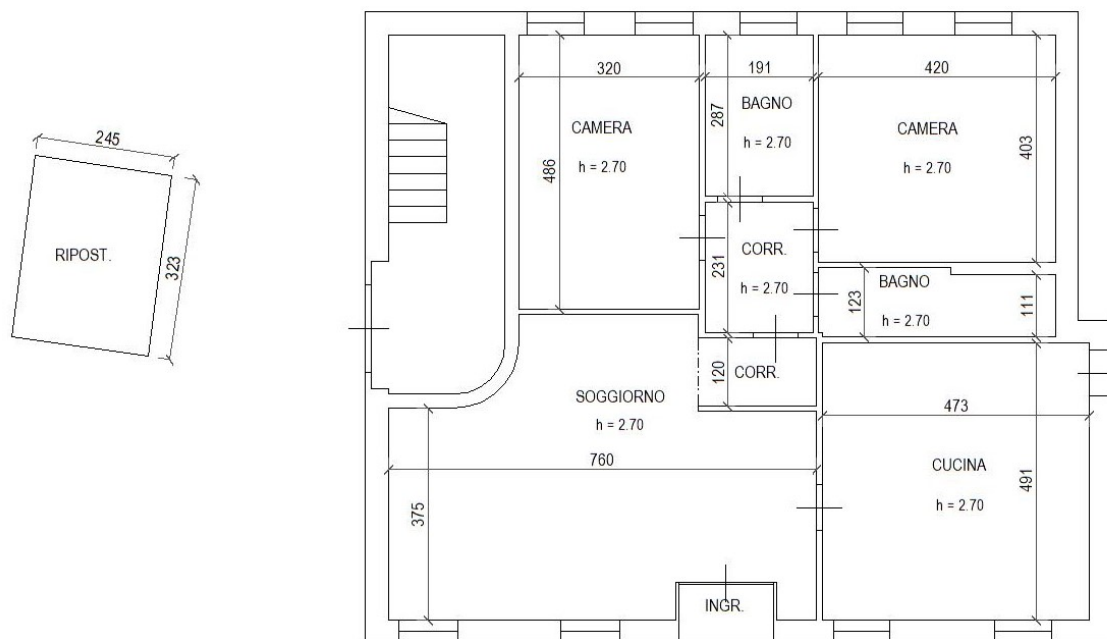 245
RIPOST.
323
320
191
420
CAMERA
h = 2.70
486
287
BAGNO
h = 2.70
CAMERA
h = 2.70
403
231
CORR.
h = 2.70
BAGNO
h = 2.70
123
111
120
CORR.
SOGGIORNO
h = 2.70
760
375
473
CUCINA
h = 2.70
491
INGR.